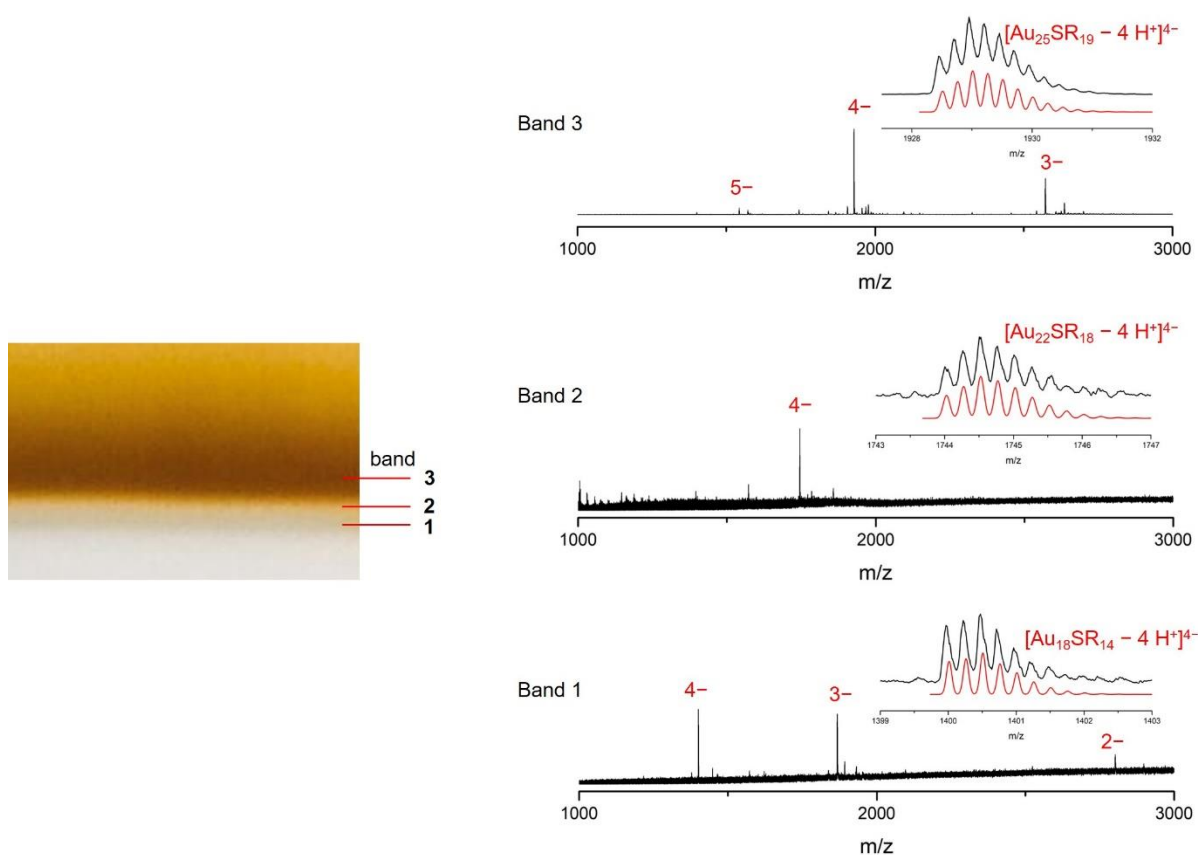 band
3
2
1
Band 3
[Au₂₅SR₁₉ − 4 H⁺]⁴⁻
1928 1930 1932
m/z
5− 4− 3−
1000 2000 3000
m/z
Band 2
[Au₂₂SR₁₈ − 4 H⁺]⁴⁻
1743 1744 1745 1746 1747
m/z
4−
1000 2000 3000
m/z
Band 1
[Au₁₈SR₁₄ − 4 H⁺]⁴⁻
1399 1400 1401 1402 1403
m/z
4− 3− 2−
1000 2000 3000
m/z